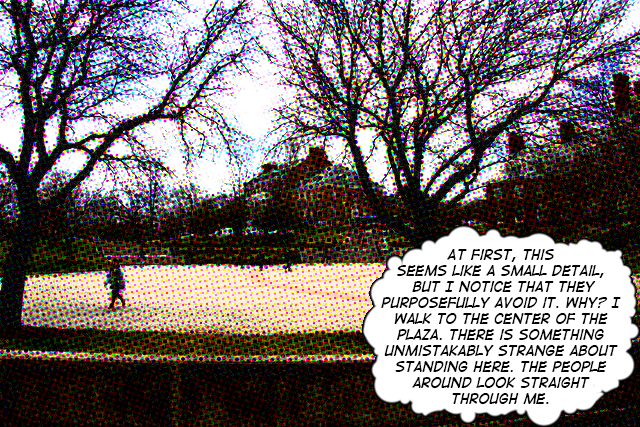 AT FIRST, THIS
SEEMS LIKE A SMALL DETAIL,
BUT I NOTICE THAT THEY
PURPOSEFULLY AVOID IT. WHY? I
WALK TO THE CENTER OF THE
PLAZA. THERE IS SOMETHING
UNMISTAKABLY STRANGE ABOUT
STANDING HERE. THE PEOPLE
AROUND LOOK STRAIGHT
THROUGH ME.